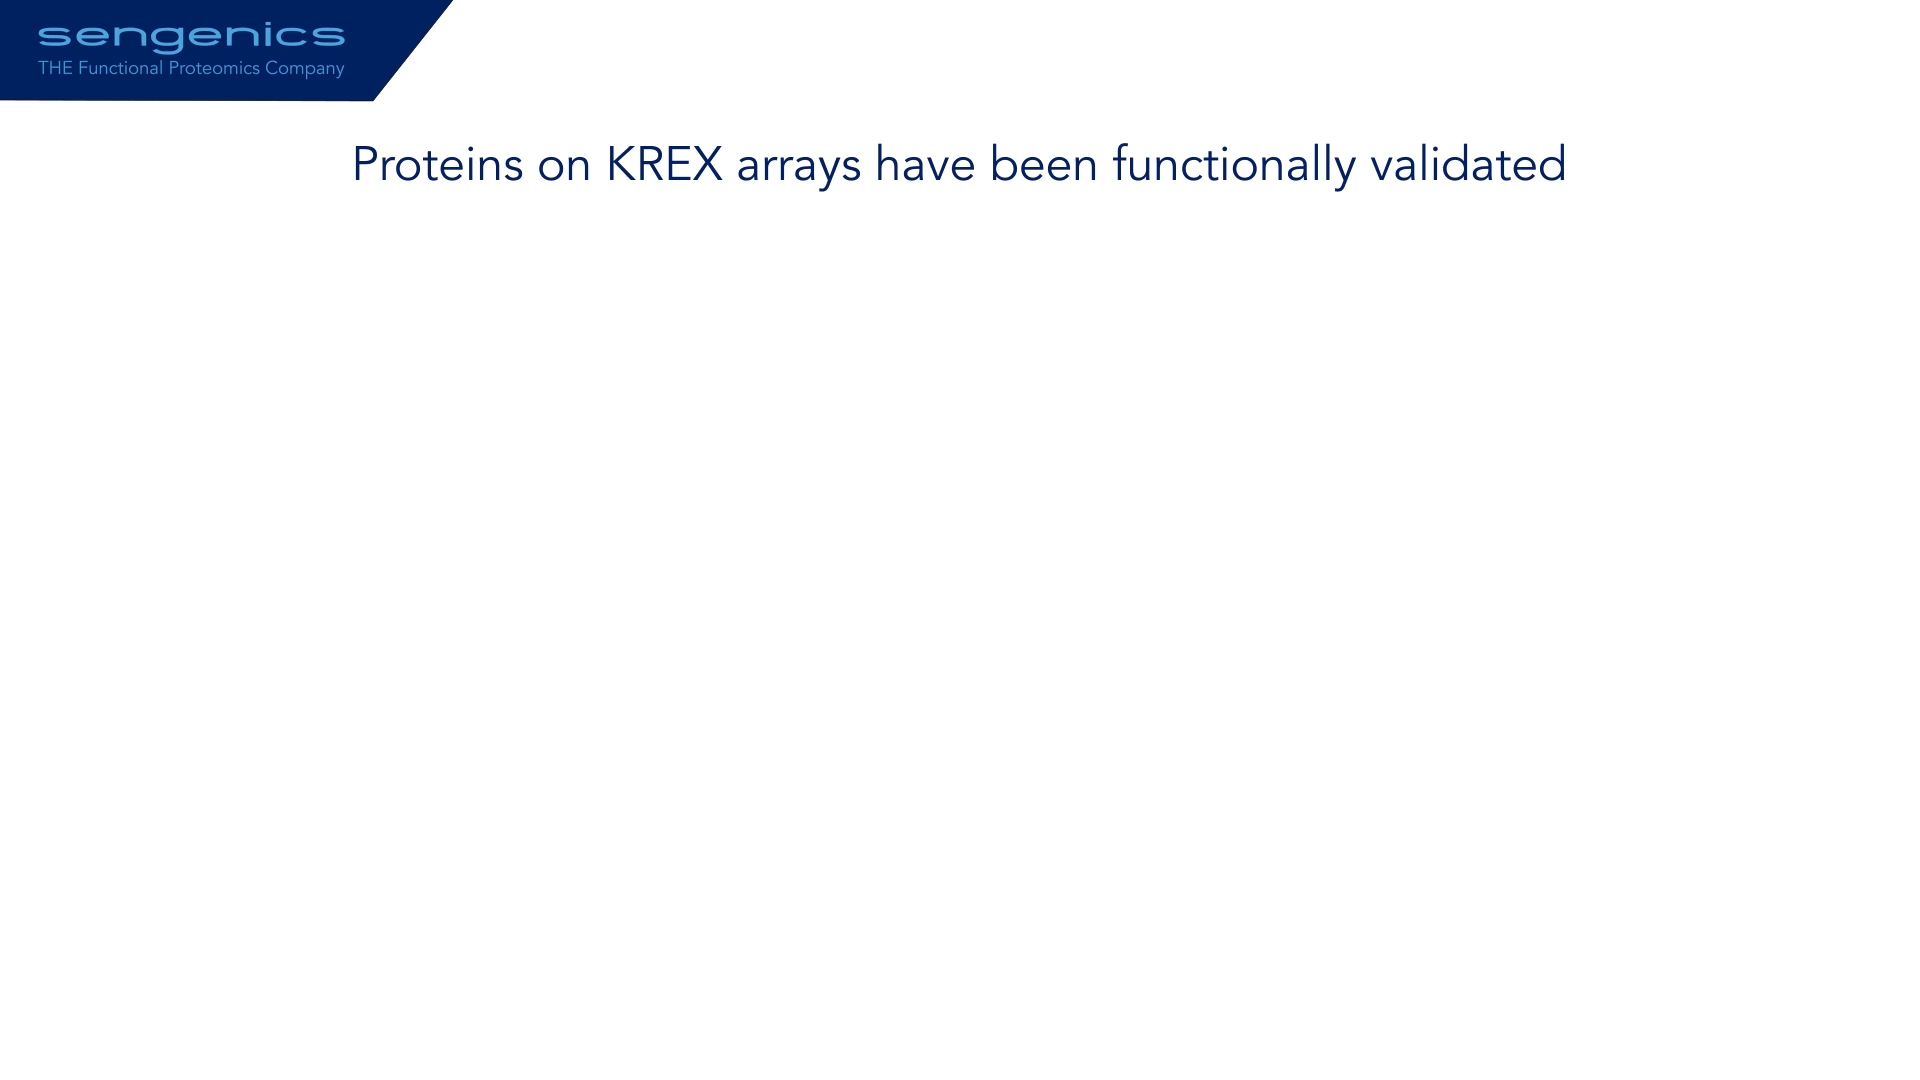 sengenics
THE Functional Proteomics Company
Proteins on KREX arrays have been functionally validated